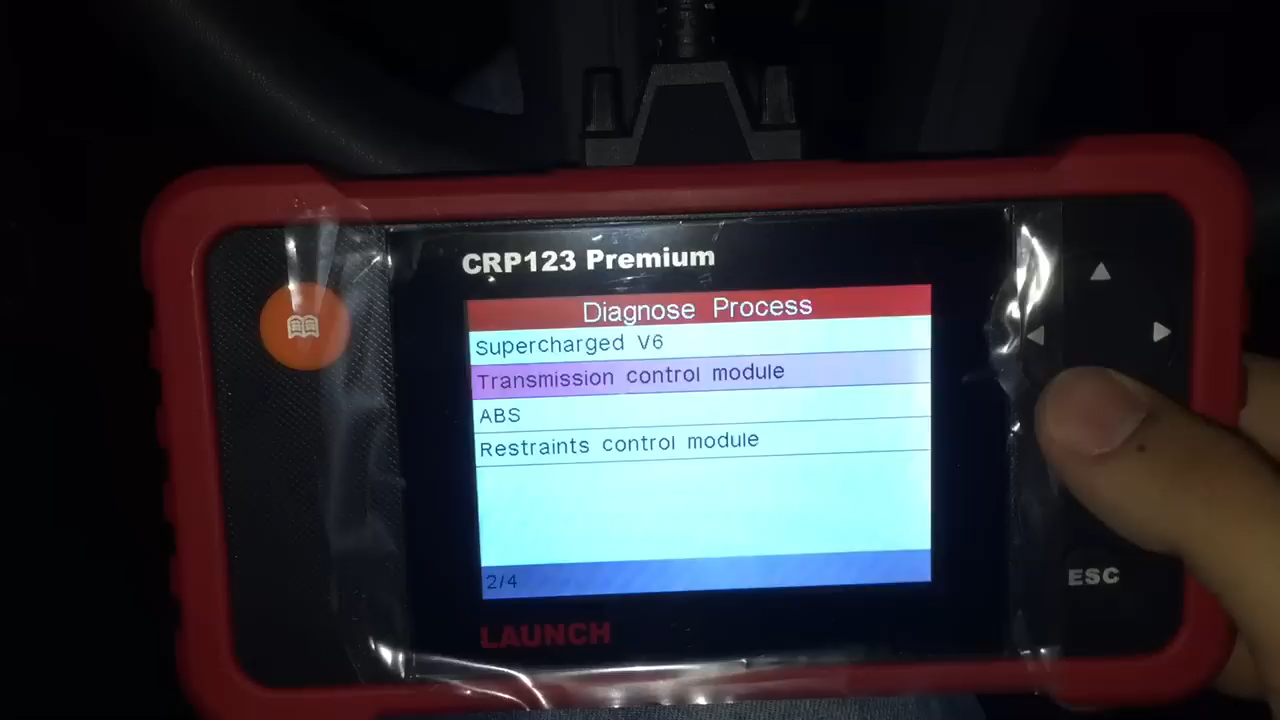 CRP123 Premium
Diagnose Process
Supercharged V6
Transmission control module
ABS
Restraints control module
2/4
ESC
LAUNCH